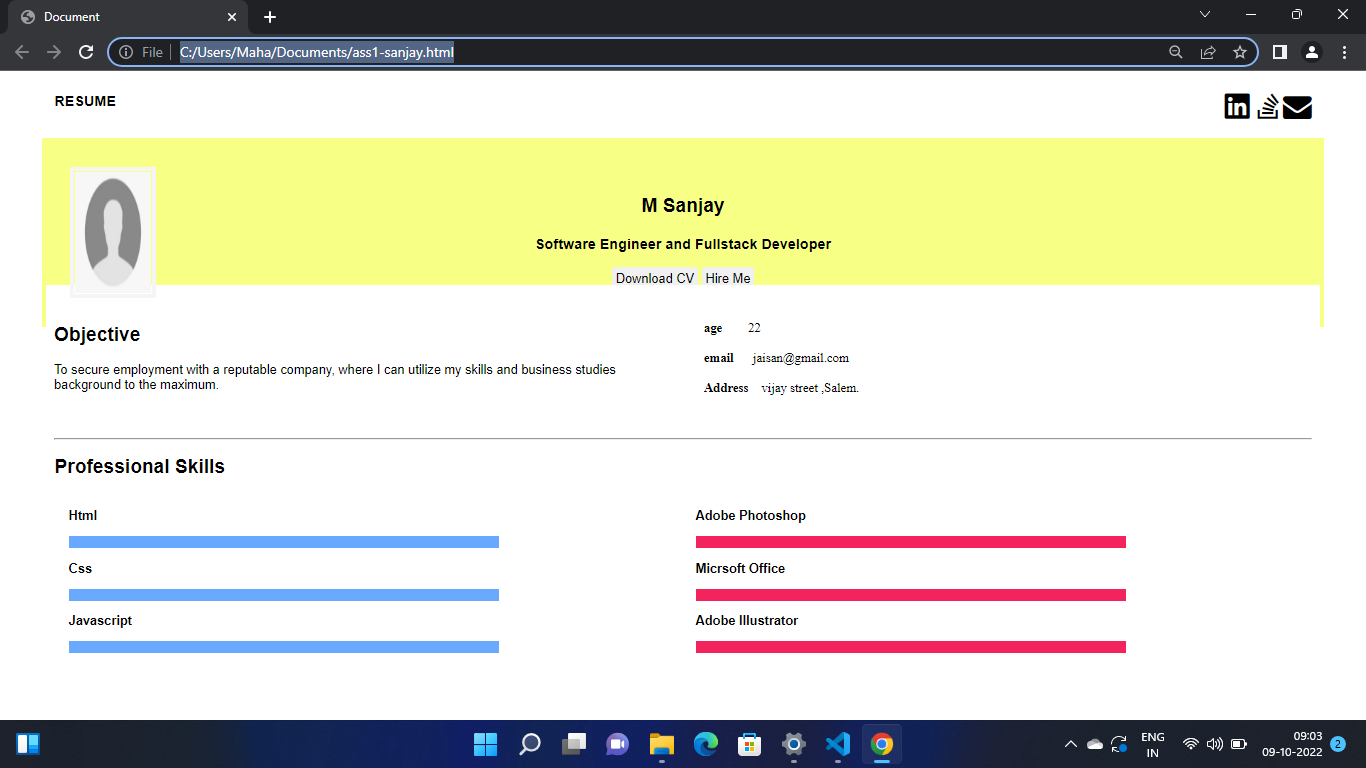 Document
File
C:/Users/Maha/Documents/ass1-sanjay.html
RESUME
in
M Sanjay
Software Engineer and Fullstack Developer
Download CV Hire Me
Objective
To secure employment with a reputable company, where I can utilize my skills and business studies
background to the maximum.
age 22
email jaisan@gmail.com
Address vijay street ,Salem.
Professional Skills
Html
Css
Javascript
Adobe Photoshop
Micrsoft Office
Adobe Illustrator
ENG
IN
09:03
09-10-2022
2